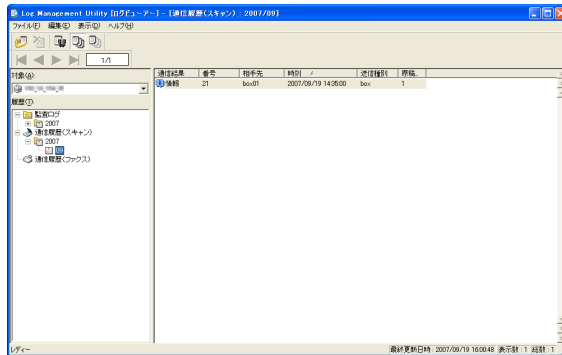 Log Management Utility [ログビューアー] - [通信履歴(スキャン) : 2007/09]
ファイル(F) 編集(E) 表示(D) ヘルプ(H)
1/1
対象(A):
履歴(T):
監査ログ
2007
通信履歴(スキャン)
2007
09
通信履歴(ファクス)
通信結果 番号 相手先 時刻 送信種別 原稿..
情報 21 box01 2007/09/19 14:35:00 box 1
レディー 最終更新日時 : 2007/09/19 16:00:48 表示数 : 1 総数 : 1